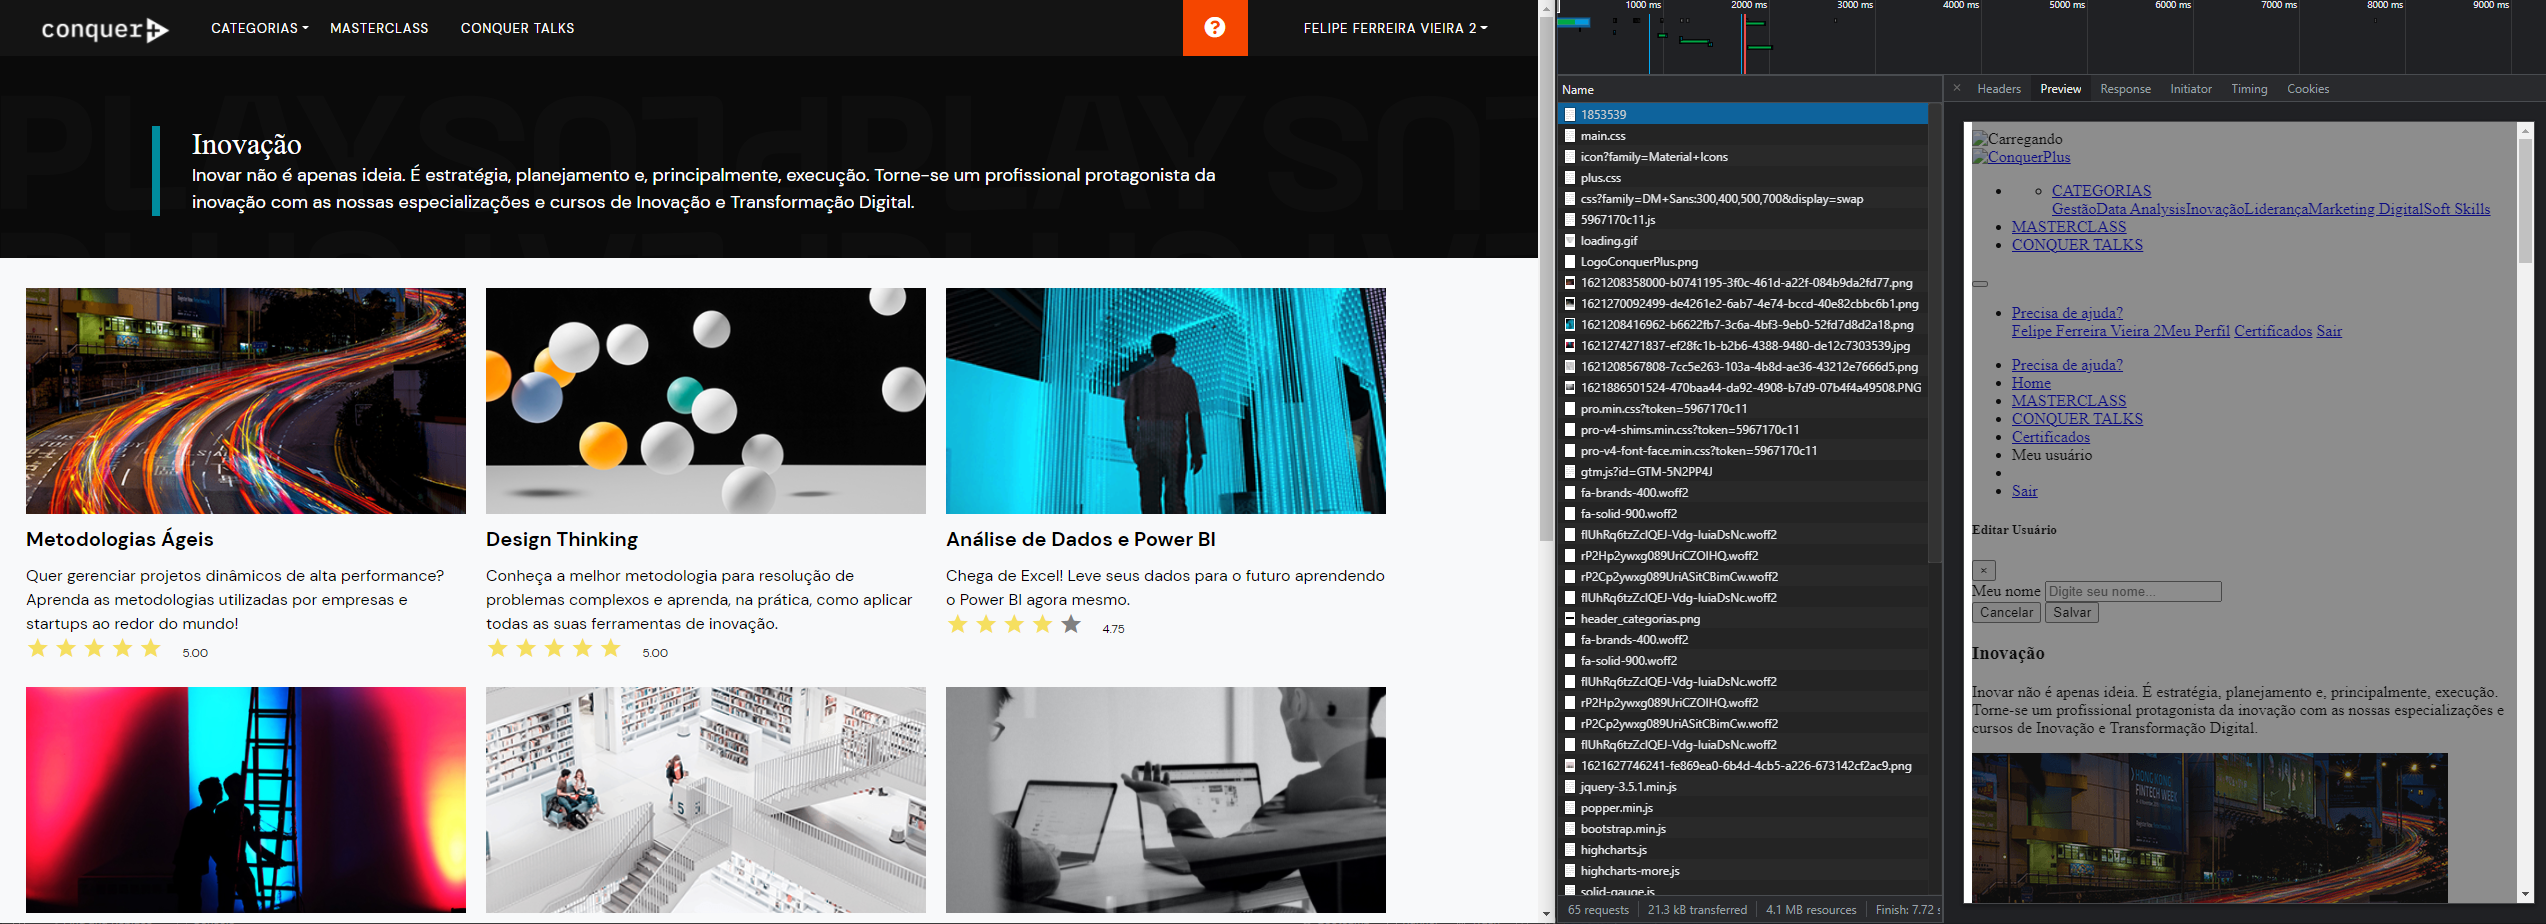 conquer
CATEGORIAS
MASTERCLASS
CONQUER TALKS
?
FELIPE FERREIRA VIEIRA 2
Inovação
Inovar não é apenas ideia. É estratégia, planejamento e, principalmente, execução. Torne-se um profissional protagonista da
inovação com as nossas especializações e cursos de Inovação e Transformação Digital.
Metodologias Ágeis
Quer gerenciar projetos dinâmicos de alta performance?
Aprenda as metodologias utilizadas por empresas e
startups ao redor do mundo!
5.00
Design Thinking
Conheça a melhor metodologia para resolução de
problemas complexos e aprenda, na prática, como aplicar
todas as suas ferramentas de inovação.
5.00
Análise de Dados e Power BI
Chega de Excel! Leve seus dados para o futuro aprendendo
o Power BI agora mesmo.
4.75
1000 ms
2000 ms
3000 ms
4000 ms
5000 ms
6000 ms
7000 ms
8000 ms
9000 ms
Name
1853539
main.css
icon?family=Material+Icons
plus.css
css?family=DM+Sans:300,400,500,700&display=swap
5967170c11.js
loading.gif
LogoConquerPlus.png
1621208358000-b0741195-3f0c-461d-a22f-084b9da2fd77.png
1621270092499-de4261e2-6ab7-4e74-bccd-40e82cbbc6b1.png
1621208416962-b6622fb7-3c6a-4bf3-9eb0-52fd7d8d2a18.png
1621274271837-ef28fc1b-b2b6-4388-9480-de12c7303539.jpg
1621208567808-7cc5e263-103a-4b8d-ae36-43212e7666d5.png
1621886501524-470baa44-da92-4908-b7d9-07b4f4a49508.PNG
pro.min.css?token=5967170c11
pro-v4-shims.min.css?token=5967170c11
pro-v4-font-face.min.css?token=5967170c11
gtm.js?id=GTM-5N2PP4J
fa-brands-400.woff2
fa-solid-900.woff2
flUhRq6tzZclQEJ-Vdg-IuiaDsNc.woff2
rP2Hp2ywxg089UriCZOIHQ.woff2
rP2Cp2ywxg089UriASitCBimCw.woff2
flUhRq6tzZclQEJ-Vdg-IuiaDsNc.woff2
header_categorias.png
fa-brands-400.woff2
fa-solid-900.woff2
flUhRq6tzZclQEJ-Vdg-IuiaDsNc.woff2
rP2Hp2ywxg089UriCZOIHQ.woff2
rP2Cp2ywxg089UriASitCBimCw.woff2
flUhRq6tzZclQEJ-Vdg-IuiaDsNc.woff2
1621627746241-fe869ea0-6b4d-4cb5-a226-673142cf2ac9.png
jquery-3.5.1.min.js
popper.min.js
bootstrap.min.js
highcharts.js
highcharts-more.js
solid-gauge.js
65 requests
21.3 kB transferred
4.1 MB resources
Finish: 7.72 s
×
Headers
Preview
Response
Initiator
Timing
Cookies
Carregando
ConquerPlus
CATEGORIAS
GestãoData AnalysisInovaçãoLiderançaMarketing DigitalSoft Skills
MASTERCLASS
CONQUER TALKS
Precisa de ajuda?
Felipe Ferreira Vieira 2Meu Perfil Certificados Sair
Precisa de ajuda?
Home
MASTERCLASS
CONQUER TALKS
Certificados
Meu usuário
Sair
Editar Usuário
×
Meu nome Digite seu nome...
Cancelar Salvar
Inovação
Inovar não é apenas ideia. É estratégia, planejamento e, principalmente, execução.
Torne-se um profissional protagonista da inovação com as nossas especializações e
cursos de Inovação e Transformação Digital.
HONG KONG
FINTECH WEEK